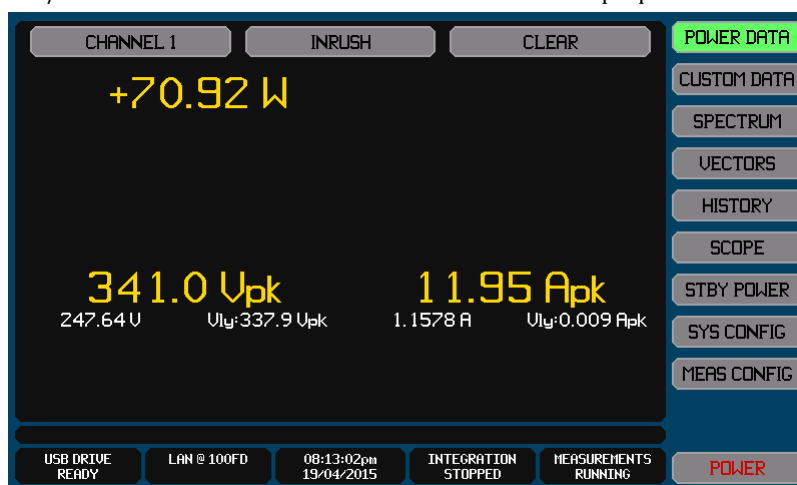 CHANNEL 1 INRUSH CLEAR
+70.92 W
341.0 Vpk 11.95 Apk
247.64 V Vly:337.9 Vpk 1.1578 A Vly:0.009 Apk
USB DRIVE READY
LAN @ 100FD
08:13:02pm 19/04/2015
INTEGRATION STOPPED
MEASUREMENTS RUNNING
POWER DATA
CUSTOM DATA
SPECTRUM
VECTORS
HISTORY
SCOPE
STBY POWER
SYS CONFIG
MEAS CONFIG
POWER